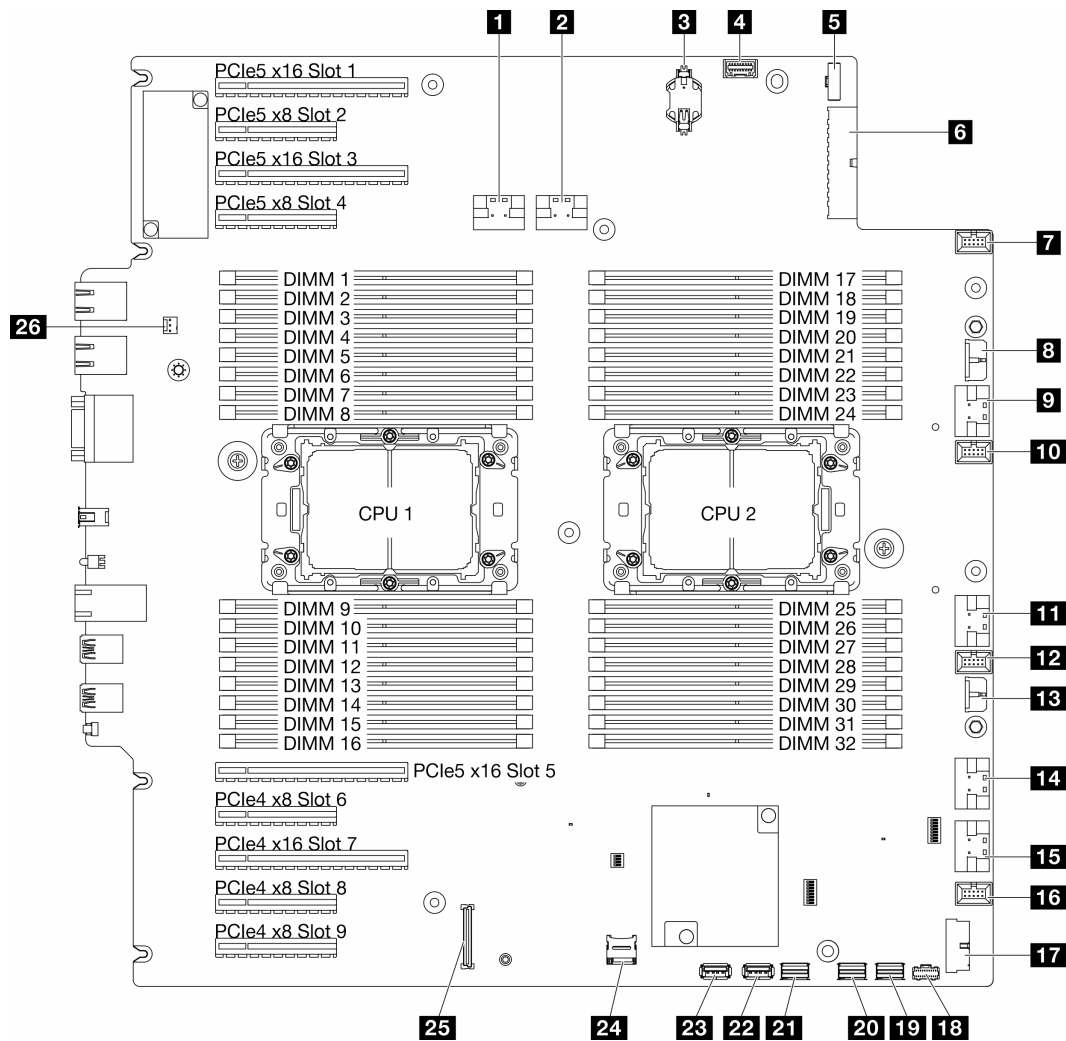 1 2 3 4 5
PCIe5 x16 Slot 1
PCIe5 x8 Slot 2
6
PCIe5 x16 Slot 3
PCIe5 x8 Slot 4
7
DIMM 1 DIMM 17
DIMM 2 DIMM 18
DIMM 3 DIMM 19
26
DIMM 4 DIMM 20
DIMM 5 DIMM 21
8
DIMM 6 DIMM 22
DIMM 7 DIMM 23
9
DIMM 8 DIMM 24
10
CPU 1 CPU 2
DIMM 9 DIMM 25
11
DIMM 10 DIMM 26
DIMM 11 DIMM 27
12
DIMM 12 DIMM 28
DIMM 13 DIMM 29
13
DIMM 14 DIMM 30
DIMM 15 DIMM 31
DIMM 16 DIMM 32
PCIe5 x16 Slot 5
14
PCIe4 x8 Slot 6
PCIe4 x16 Slot 7
15
PCIe4 x8 Slot 8
16
PCIe4 x8 Slot 9
17
25 24 23 22 21 20 19 18